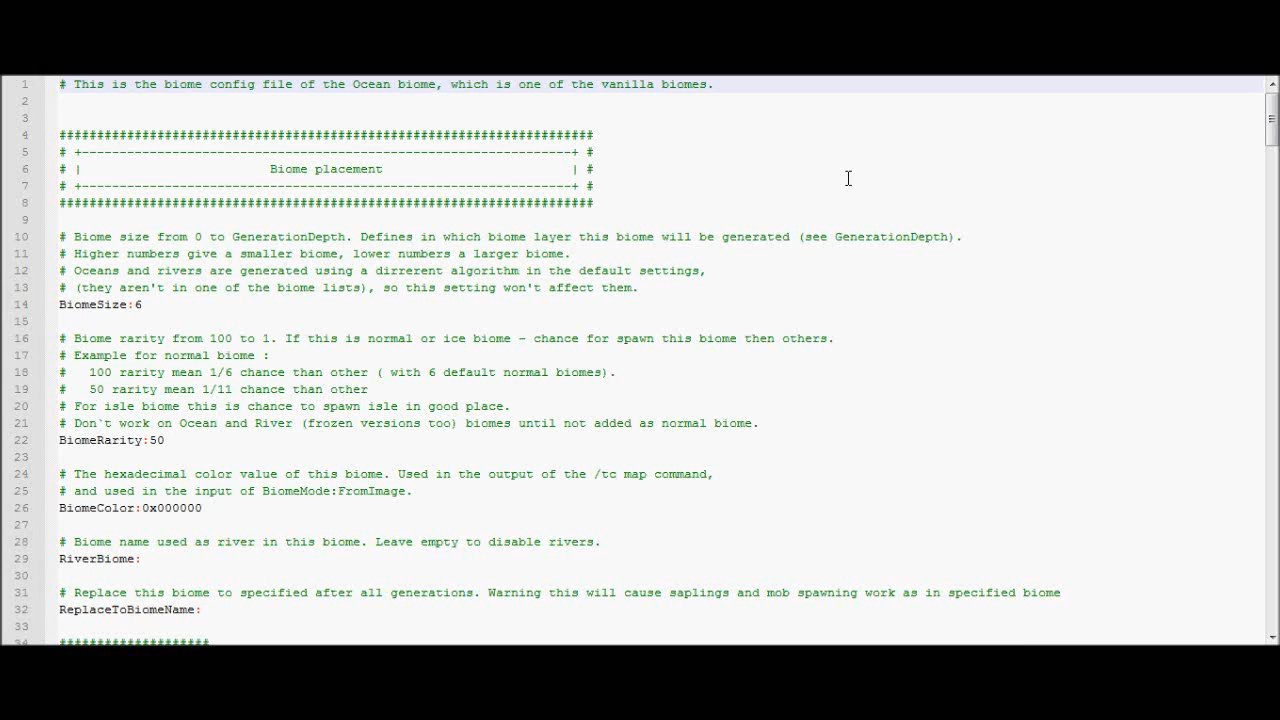 1 # This is the biome config file of the Ocean biome, which is one of the vanilla biomes.
2
3
4 #######################################################################
5 # +-----------------------------------------------------------------+ #
6 # |                         Biome placement                         | #
7 # +-----------------------------------------------------------------+ #
8 #######################################################################
9
10 # Biome size from 0 to GenerationDepth. Defines in which biome layer this biome will be generated (see GenerationDepth).
11 # Higher numbers give a smaller biome, lower numbers a larger biome.
12 # Oceans and rivers are generated using a dirrerent algorithm in the default settings,
13 # (they aren't in one of the biome lists), so this setting won't affect them.
14 BiomeSize:6
15
16 # Biome rarity from 100 to 1. If this is normal or ice biome - chance for spawn this biome then others.
17 # Example for normal biome :
18 #   100 rarity mean 1/6 chance than other ( with 6 default normal biomes).
19 #   50 rarity mean 1/11 chance than other
20 # For isle biome this is chance to spawn isle in good place.
21 # Don`t work on Ocean and River (frozen versions too) biomes until not added as normal biome.
22 BiomeRarity:50
23
24 # The hexadecimal color value of this biome. Used in the output of the /tc map command,
25 # and used in the input of BiomeMode:FromImage.
26 BiomeColor:0x000000
27
28 # Biome name used as river in this biome. Leave empty to disable rivers.
29 RiverBiome:
30
31 # Replace this biome to specified after all generations. Warning this will cause saplings and mob spawning work as in specified biome
32 ReplaceToBiomeName:
33
34 ####################